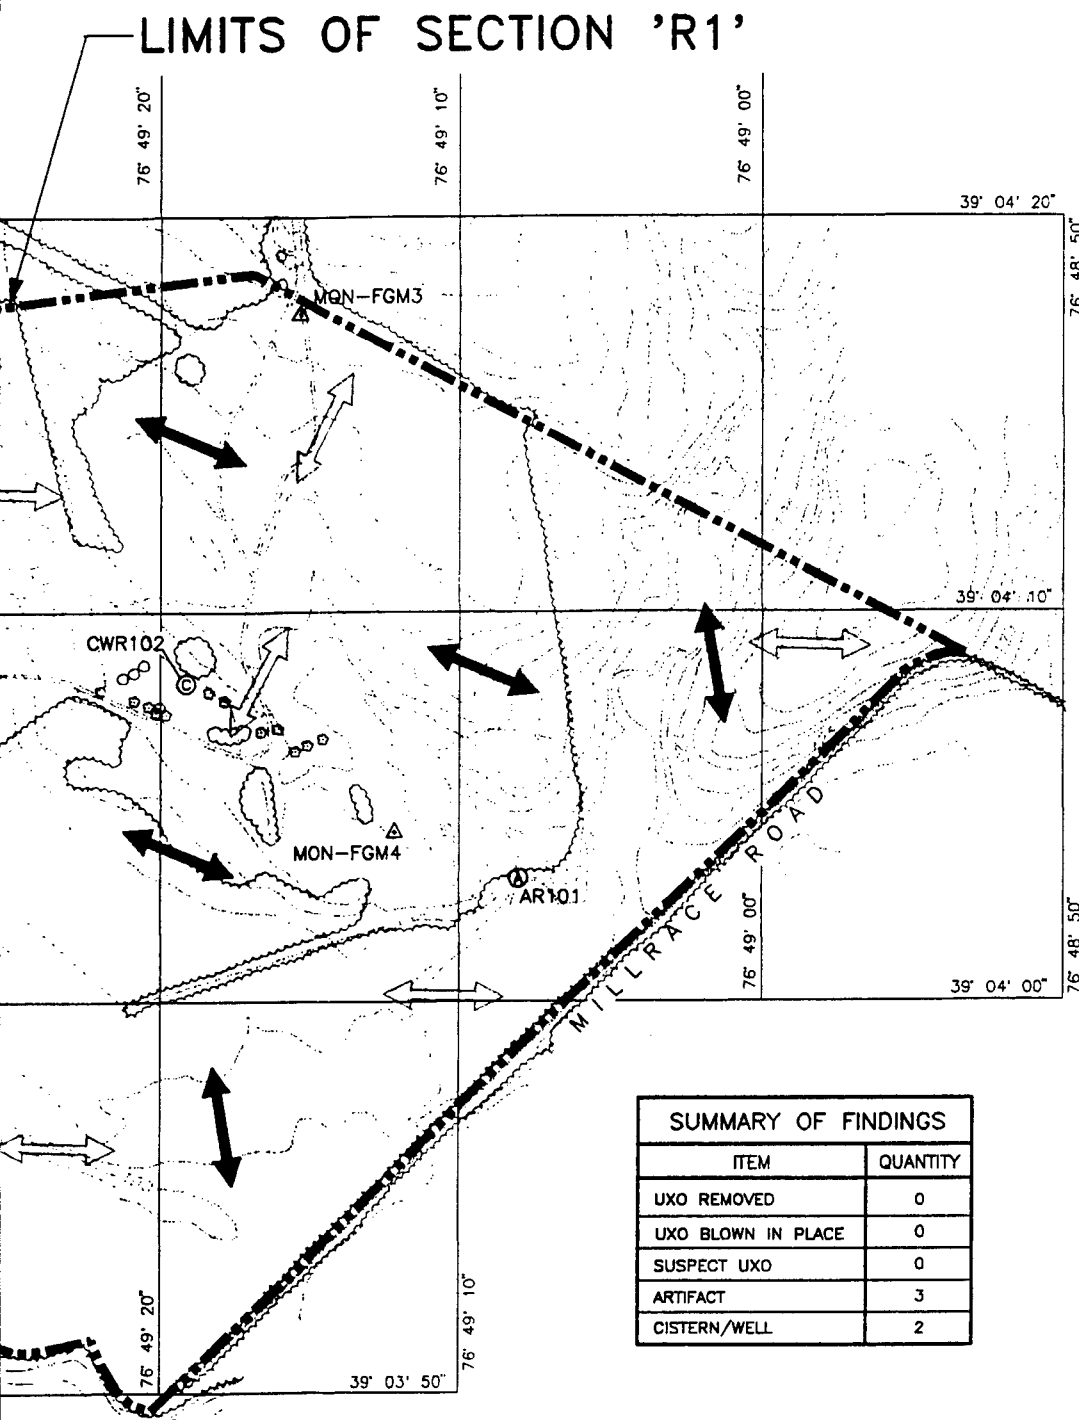 LIMITS OF SECTION 'R1'
76° 49' 20"
76° 49' 10"
76° 49' 00"
39° 04' 20"
76° 48' 50"
MON-FGM3
39° 04' 10"
CWR102
C
MON-FGM4
A
AR101
MILLRACE ROAD
76° 49' 00"
76° 48' 50"
39° 04' 00"
SUMMARY OF FINDINGS
ITEM QUANTITY
UXO REMOVED 0
UXO BLOWN IN PLACE 0
SUSPECT UXO 0
ARTIFACT 3
CISTERN/WELL 2
76° 49' 20"
76° 49' 10"
39° 03' 50"